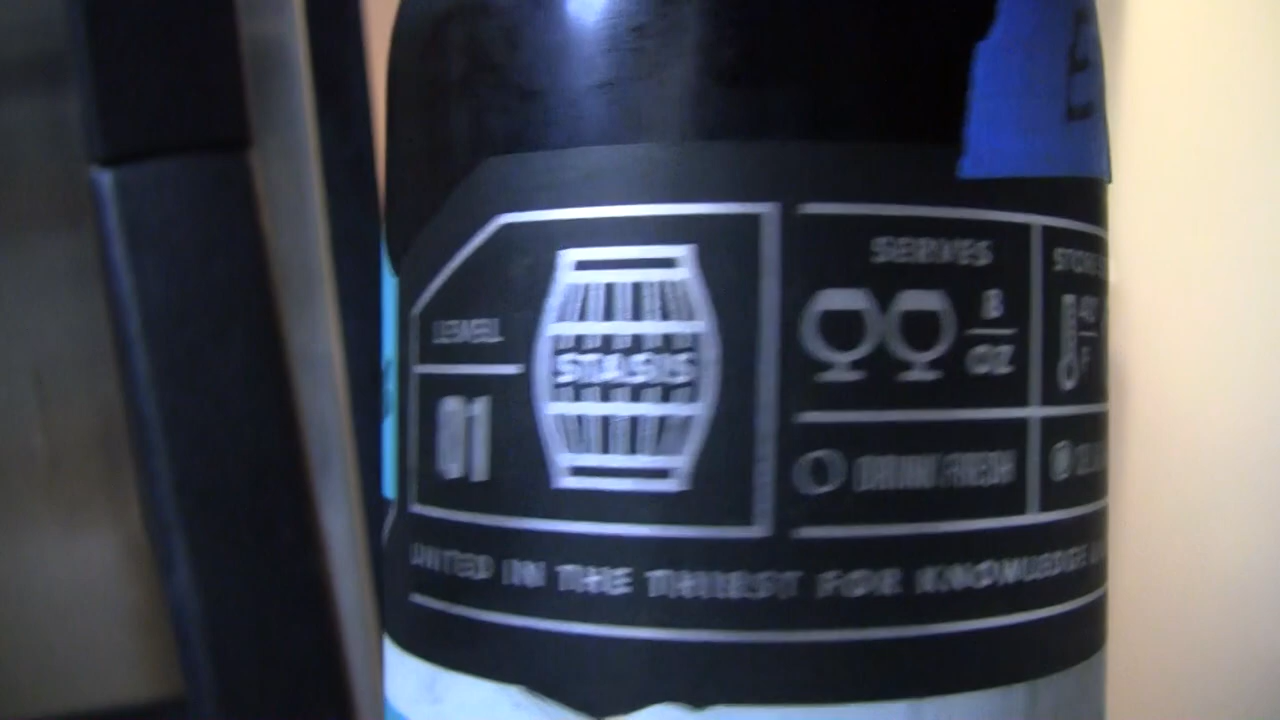 LEVEL
01
STASIS
SERVES
8
OZ
DRINK FRESH
F
UNITED IN THE THIRST FOR KNOWLEDGE